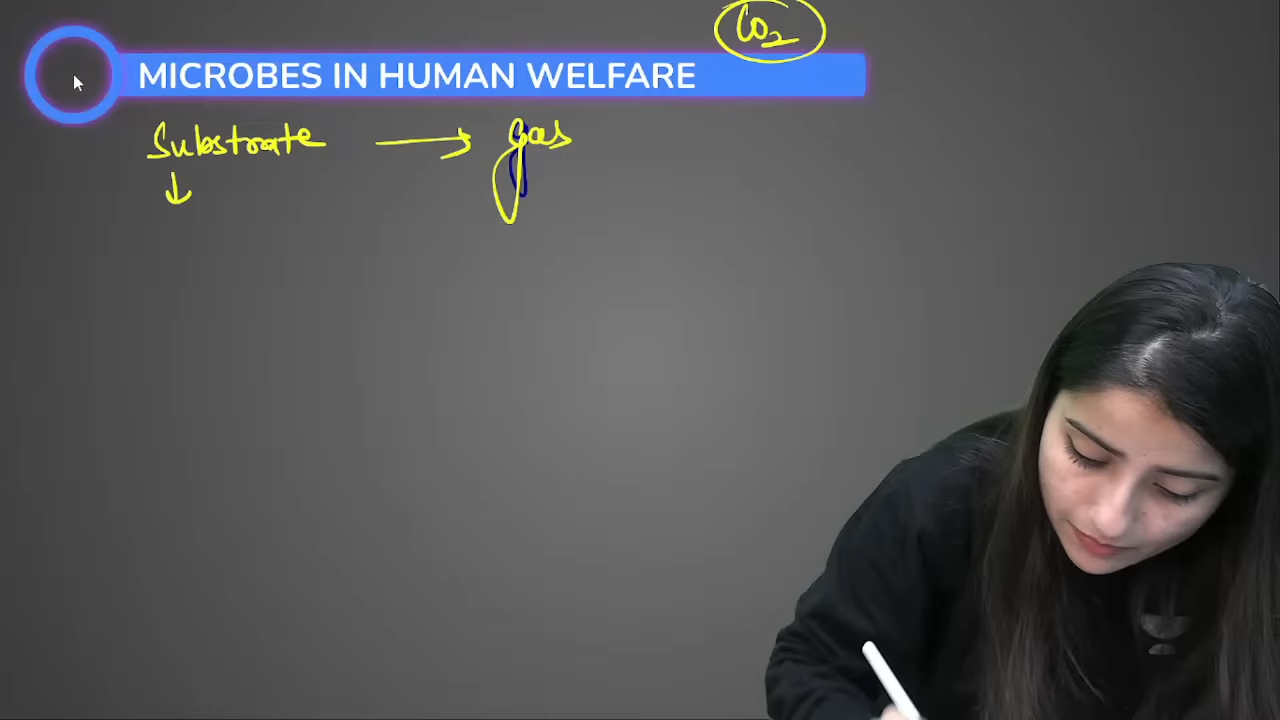 CO2
MICROBES IN HUMAN WELFARE
Substrate → gas
↓